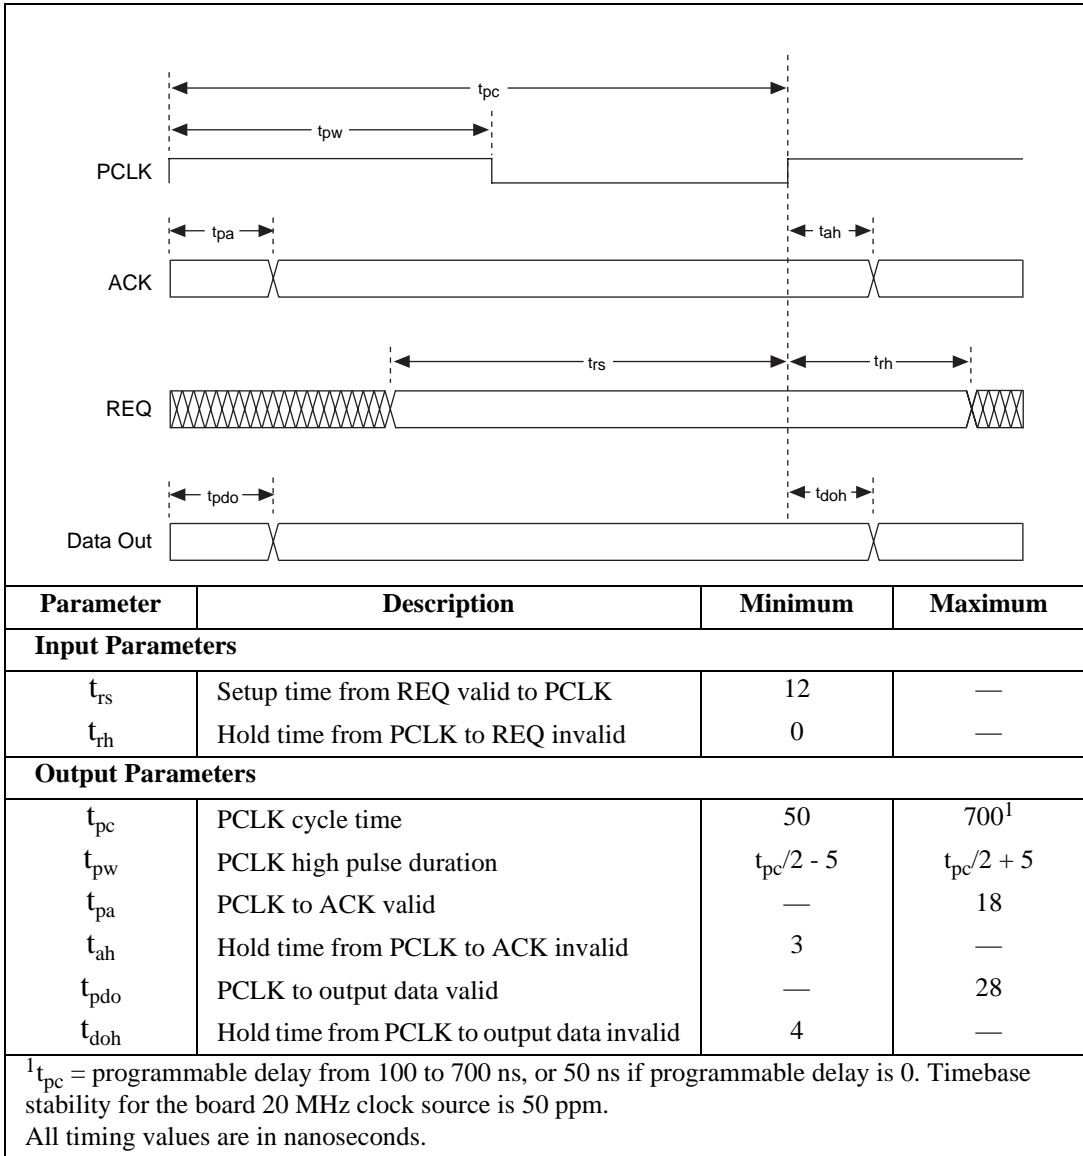 tpc
tpw
PCLK
tpa
tah
ACK
trs
trh
REQ
tpdo
tdoh
Data Out
Parameter Description Minimum Maximum
Input Parameters
trs Setup time from REQ valid to PCLK 12 —
trh Hold time from PCLK to REQ invalid 0 —
Output Parameters
tpc PCLK cycle time 50 700¹
tpw PCLK high pulse duration tpc/2 - 5 tpc/2 + 5
tpa PCLK to ACK valid — 18
tah Hold time from PCLK to ACK invalid 3 —
tpdo PCLK to output data valid — 28
tdoh Hold time from PCLK to output data invalid 4 —
¹tpc = programmable delay from 100 to 700 ns, or 50 ns if programmable delay is 0. Timebase
stability for the board 20 MHz clock source is 50 ppm.
All timing values are in nanoseconds.